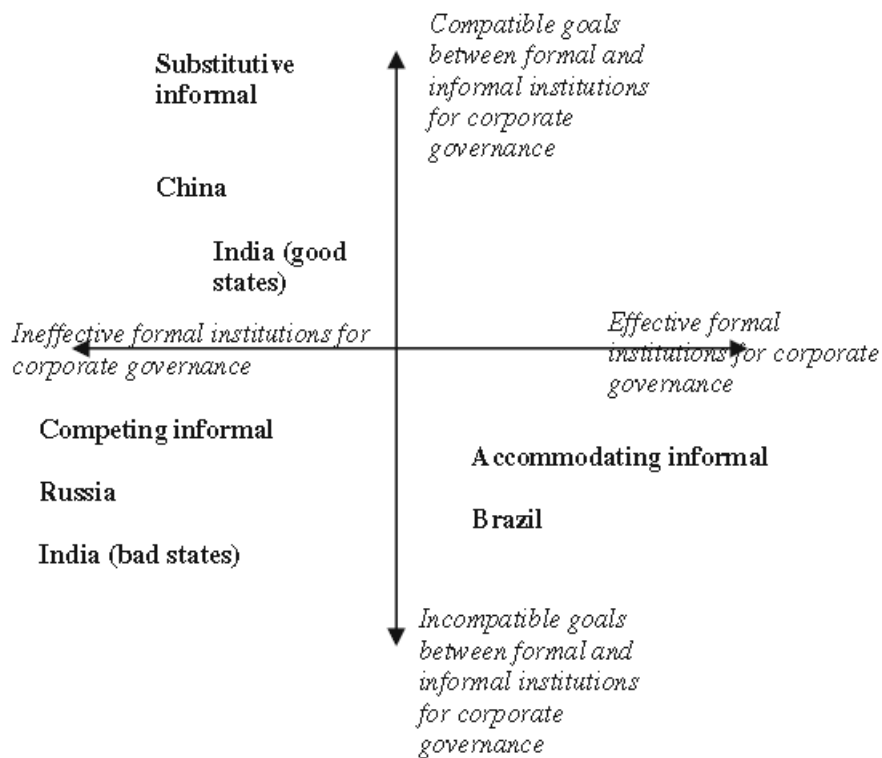 Compatible goals
between formal and
informal institutions
for corporate
governance
Substitutive
informal
China
India (good
states)
Ineffective formal institutions for
corporate governance
Effective formal
institutions for corporate
governance
Competing informal
Russia
India (bad states)
Accommodating informal
Brazil
Incompatible goals
between formal and
informal institutions
for corporate
governance